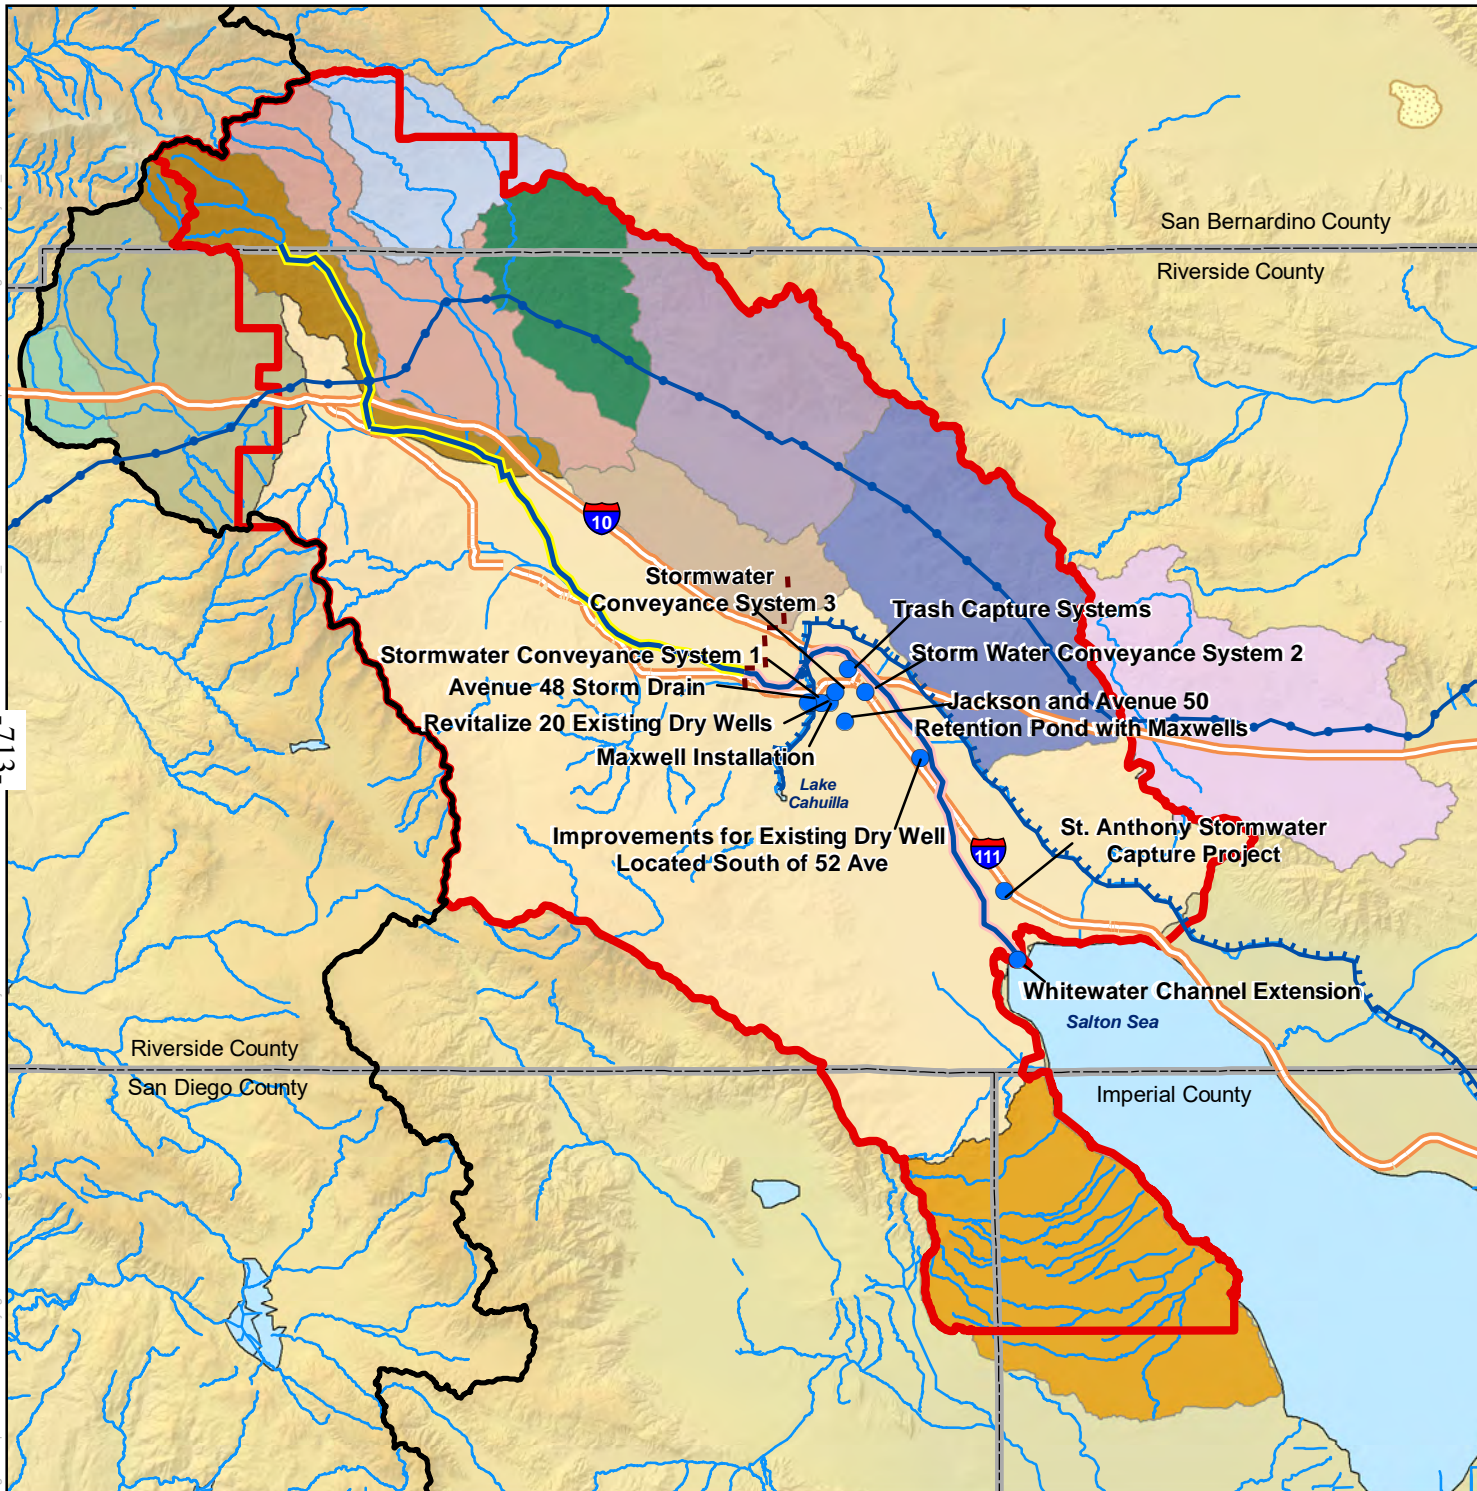 San Bernardino County
Riverside County
10
Stormwater
Conveyance System 3
Trash Capture Systems
Stormwater Conveyance System 1
Storm Water Conveyance System 2
Avenue 48 Storm Drain
Jackson and Avenue 50
Retention Pond with Maxwells
Revitalize 20 Existing Dry Wells
Maxwell Installation
-713-
Lake
Cahuilla
Improvements for Existing Dry Well
Located South of 52 Ave
111
St. Anthony Stormwater
Capture Project
Whitewater Channel Extension
Salton Sea
Riverside County
San Diego County
Imperial County